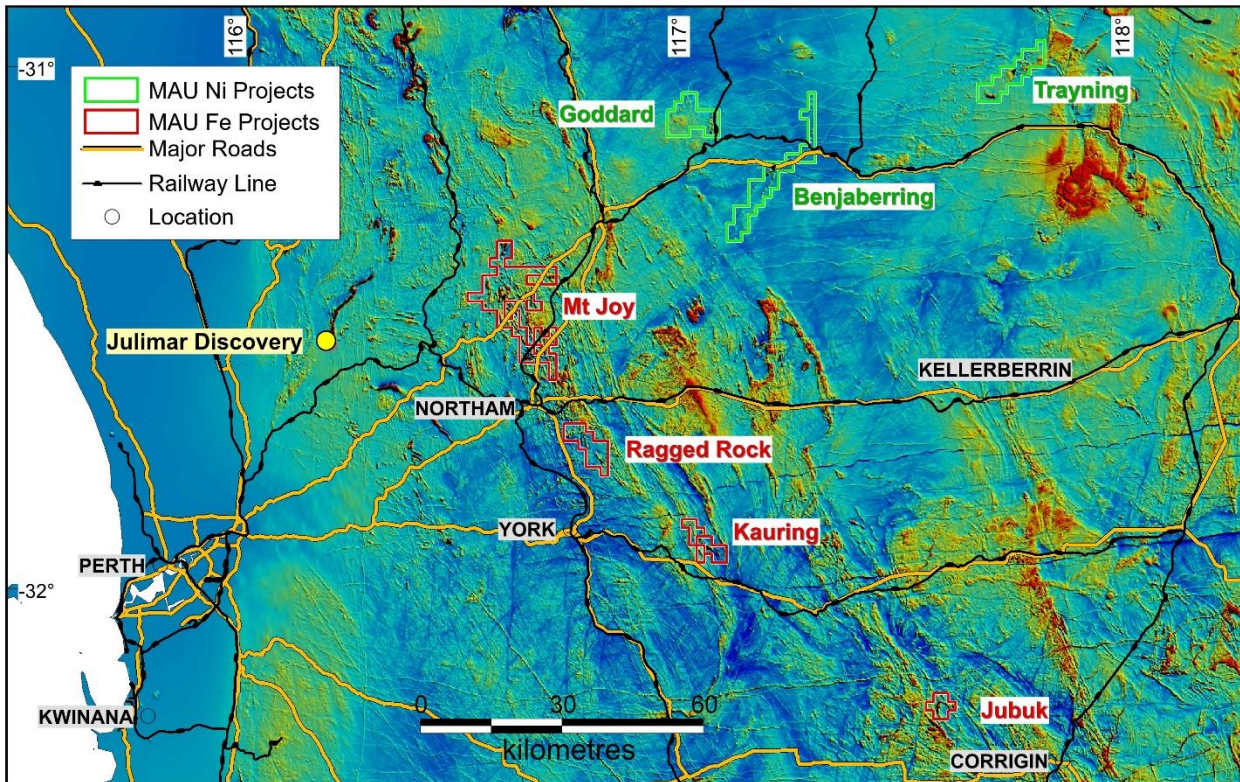 116°
117°
118°
-31°
MAU Ni Projects
MAU Fe Projects
Major Roads
Railway Line
Location
Goddard
Trayning
Benjaberring
Mt Joy
Julimar Discovery
KELLERBERRIN
NORTHAM
Ragged Rock
YORK
Kauring
PERTH
-32°
KWINANA
0 30 60
kilometres
Jubuk
CORRIGIN